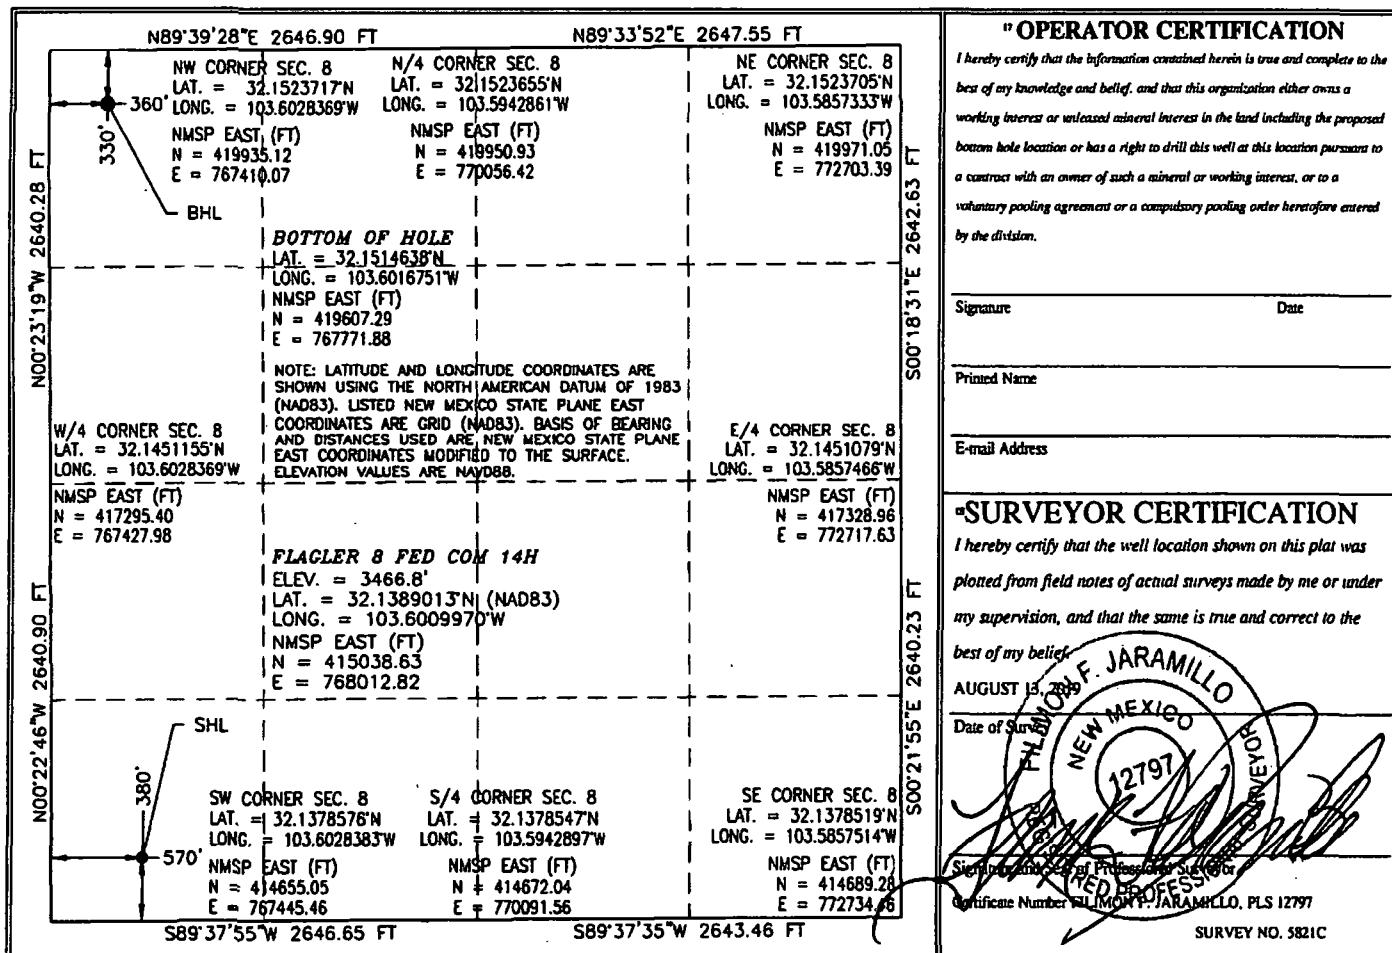 N89°39'28"E 2646.90 FT
N89°33'52"E 2647.55 FT
NW CORNER SEC. 8
LAT. = 32.1523717°N
LONG. = 103.6028369°W
NMSP EAST (FT)
N = 419935.12
E = 767410.07
N/4 CORNER SEC. 8
LAT. = 32.1523655°N
LONG. = 103.5942861°W
NMSP EAST (FT)
N = 419950.93
E = 770056.42
NE CORNER SEC. 8
LAT. = 32.1523705°N
LONG. = 103.5857333°W
NMSP EAST (FT)
N = 419971.05
E = 772703.39
360'
330'
BHL
N00°23'19"W 2640.28 FT
S00°18'31"E 2642.63 FT
BOTTOM OF HOLE
LAT. = 32.1514638°N
LONG. = 103.6016751°W
NMSP EAST (FT)
N = 419607.29
E = 767771.88
NOTE: LATITUDE AND LONGITUDE COORDINATES ARE
SHOWN USING THE NORTH AMERICAN DATUM OF 1983
(NAD83). LISTED NEW MEXICO STATE PLANE EAST
COORDINATES ARE GRID (NAD83). BASIS OF BEARING
AND DISTANCES USED ARE NEW MEXICO STATE PLANE
EAST COORDINATES MODIFIED TO THE SURFACE.
ELEVATION VALUES ARE NAVD88.
W/4 CORNER SEC. 8
LAT. = 32.1451155°N
LONG. = 103.6028369°W
NMSP EAST (FT)
N = 417295.40
E = 767427.98
E/4 CORNER SEC. 8
LAT. = 32.1451079°N
LONG. = 103.5857466°W
NMSP EAST (FT)
N = 417328.96
E = 772717.63
FLAGLER 8 FED COM 14H
ELEV. = 3466.8'
LAT. = 32.1389013°N (NAD83)
LONG. = 103.6009970°W
NMSP EAST (FT)
N = 415038.63
E = 768012.82
N00°22'46"W 2640.90 FT
S00°21'55"E 2640.23 FT
SHL
380'
570'
SW CORNER SEC. 8
LAT. = 32.1378576°N
LONG. = 103.6028383°W
NMSP EAST (FT)
N = 414655.05
E = 767445.46
S/4 CORNER SEC. 8
LAT. = 32.1378547°N
LONG. = 103.5942897°W
NMSP EAST (FT)
N = 414672.04
E = 770091.56
SE CORNER SEC. 8
LAT. = 32.1378519°N
LONG. = 103.5857514°W
NMSP EAST (FT)
N = 414689.28
E = 772734.46
S89°37'55"W 2646.65 FT
S89°37'35"W 2643.46 FT
17 OPERATOR CERTIFICATION
I hereby certify that the information contained herein is true and complete to the
best of my knowledge and belief, and that this organization either owns a
working interest or unleased mineral interest in the land including the proposed
bottom hole location or has a right to drill this well at this location pursuant to
a contract with an owner of such a mineral or working interest, or to a
voluntary pooling agreement or a compulsory pooling order heretofore entered
by the division.
Signature Date
Printed Name
E-mail Address
18 SURVEYOR CERTIFICATION
I hereby certify that the well location shown on this plat was
plotted from field notes of actual surveys made by me or under
my supervision, and that the same is true and correct to the
best of my belief.
AUGUST 13, 2019
Date of Survey
FILIMON F. JARAMILLO
NEW MEXICO
12797
REGISTERED PROFESSIONAL SURVEYOR
Signature and Seal of Professional Surveyor
Certificate Number FILIMON F. JARAMILLO, PLS 12797
SURVEY NO. 5821C